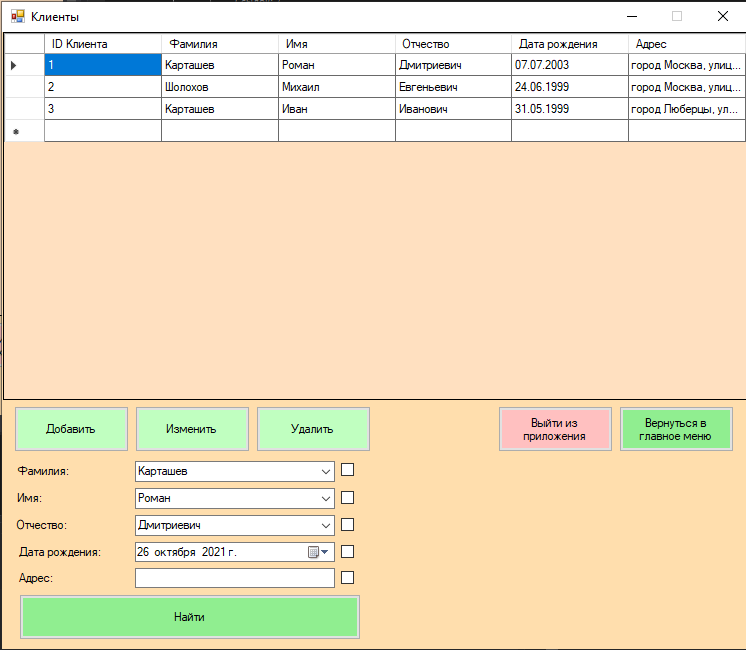 Клиенты
ID Клиента Фамилия Имя Отчество Дата рождения Адрес
1 Карташев Роман Дмитриевич 07.07.2003 город Москва, улиц...
2 Шолохов Михаил Евгеньевич 24.06.1999 город Москва, улиц...
3 Карташев Иван Иванович 31.05.1999 город Люберцы, ул...
Добавить Изменить Удалить Выйти из приложения Вернуться в главное меню
Фамилия: Карташев
Имя: Роман
Отчество: Дмитриевич
Дата рождения: 26 октября 2021 г.
Адрес:
Найти